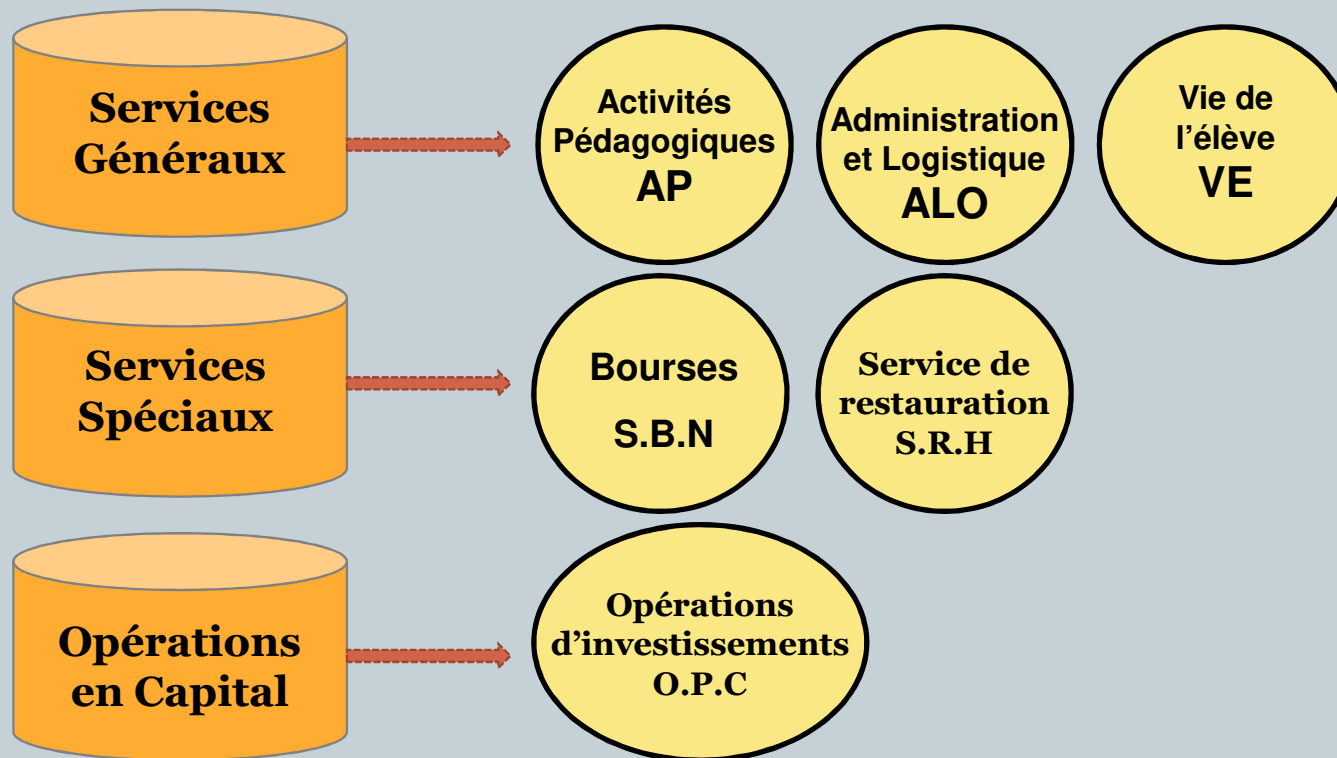 Services
Généraux
Activités
Pédagogiques
AP
Administration
et Logistique
ALO
Vie de
l’élève
VE
Services
Spéciaux
Bourses
S.B.N
Service de
restauration
S.R.H
Opérations
en Capital
Opérations
d’investissements
O.P.C